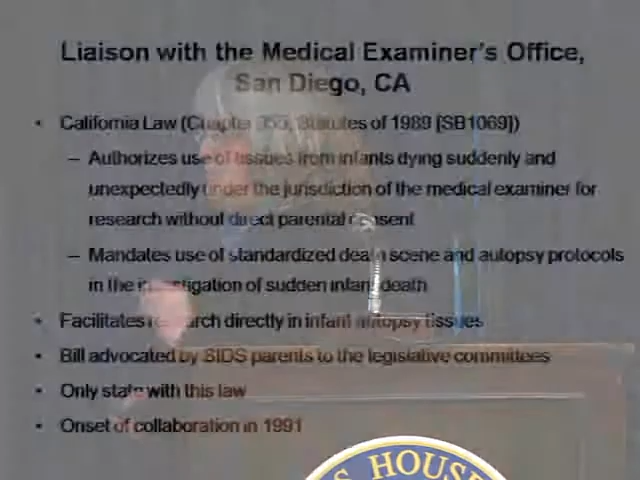 Liaison with the Medical Examiner's Office,
San Diego, CA
• California Law (Chapter 955, Statutes of 1989 [SB1069])
– Authorizes use of tissues from infants dying suddenly and
unexpectedly under the jurisdiction of the medical examiner for
research without direct parental consent
– Mandates use of standardized death scene and autopsy protocols
in the investigation of sudden infant death
• Facilitates research directly in infant autopsy tissues
• Bill advocated by SIDS parents to the legislative committees
• Only state with this law
• Onset of collaboration in 1991
S HOUSE